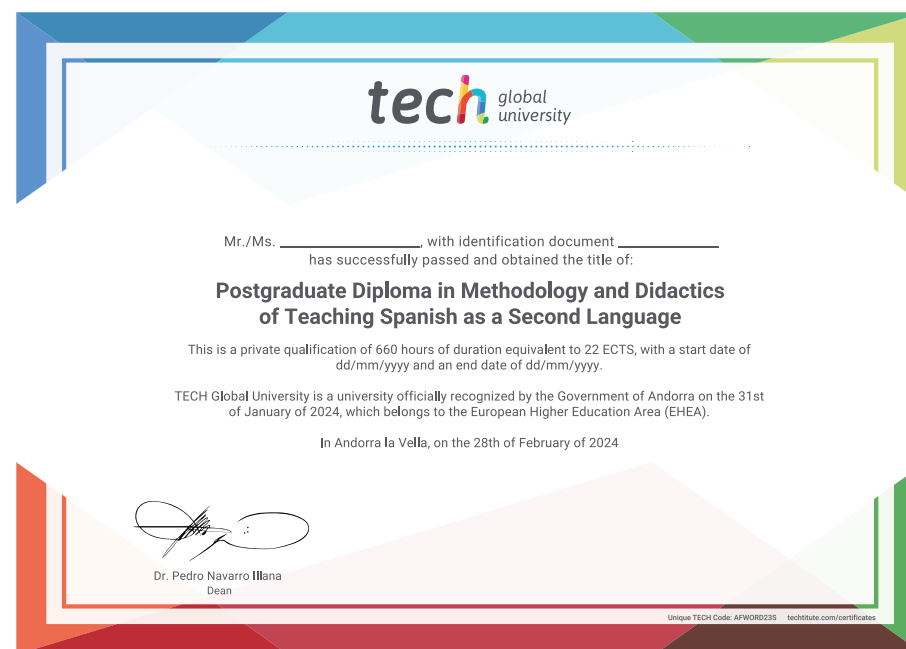 tech global
university
Mr./Ms. ____________, with identification document ____________
has successfully passed and obtained the title of:
Postgraduate Diploma in Methodology and Didactics
of Teaching Spanish as a Second Language
This is a private qualification of 660 hours of duration equivalent to 22 ECTS, with a start date of
dd/mm/yyyy and an end date of dd/mm/yyyy.
TECH Global University is a university officially recognized by the Government of Andorra on the 31st
of January of 2024, which belongs to the European Higher Education Area (EHEA).
In Andorra la Vella, on the 28th of February of 2024
Dr. Pedro Navarro Illana
Dean
Unique TECH Code: AFWORD23S techtitute.com/certificates